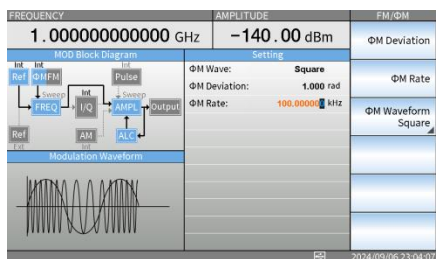 FREQUENCY
AMPLITUDE
FM/ΦM
1.000000000000 GHz
-140.00 dBm
ΦM Deviation
MOD Block Diagram
Setting
Int Int Int
Ref ΦM FM Pulse
Sweep Int Sweep
FREQ I/Q AMPL Output
Ref AM ALC
Ext Int
ΦM Wave: Square
ΦM Deviation: 1.000 rad
ΦM Rate: 100.000000 kHz
ΦM Rate
ΦM Waveform
Square
Modulation Waveform
2024/09/06 23:04:07